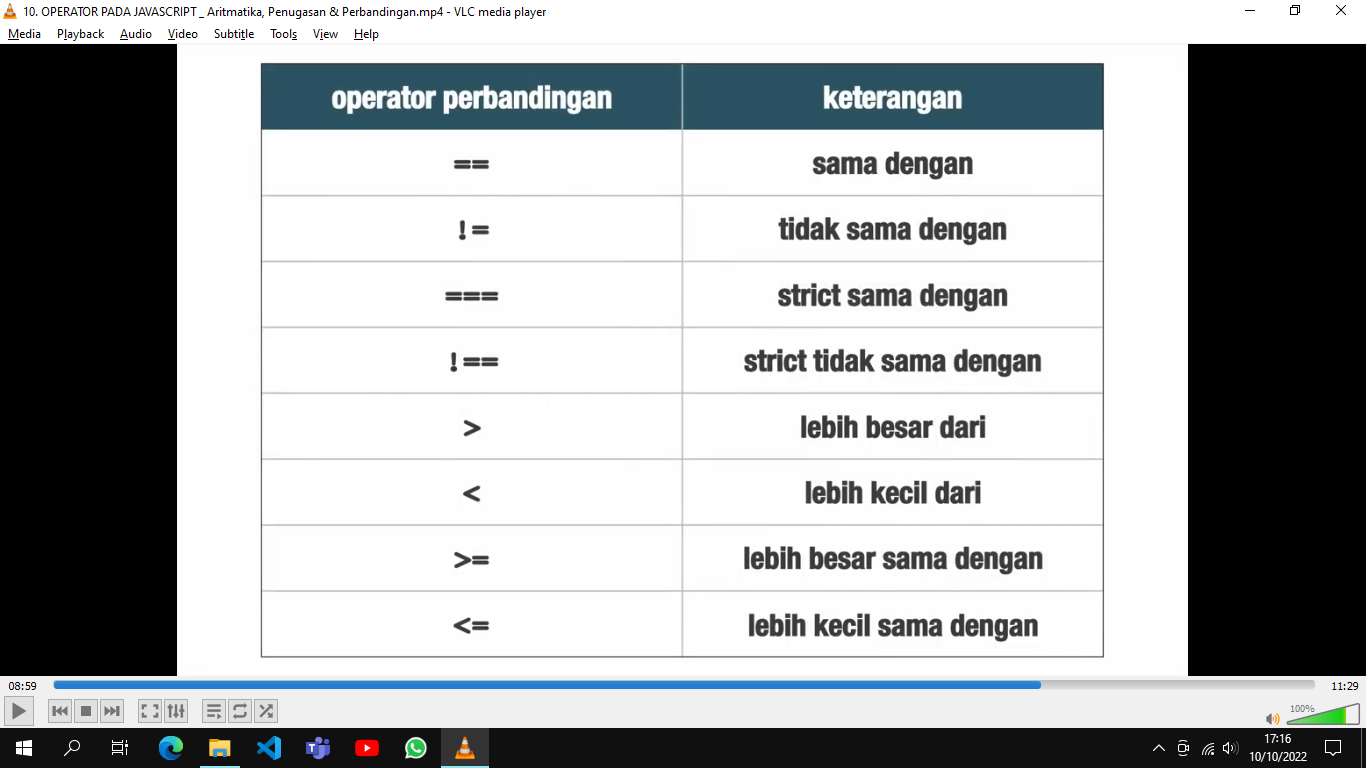 10. OPERATOR PADA JAVASCRIPT _ Aritmatika, Penugasan & Perbandingan.mp4 - VLC media player
Media Playback Audio Video Subtitle Tools View Help
operator perbandingan keterangan
== sama dengan
!= tidak sama dengan
=== strict sama dengan
!== strict tidak sama dengan
> lebih besar dari
< lebih kecil dari
>= lebih besar sama dengan
<= lebih kecil sama dengan
08:59 11:29
100%
17:16
10/10/2022